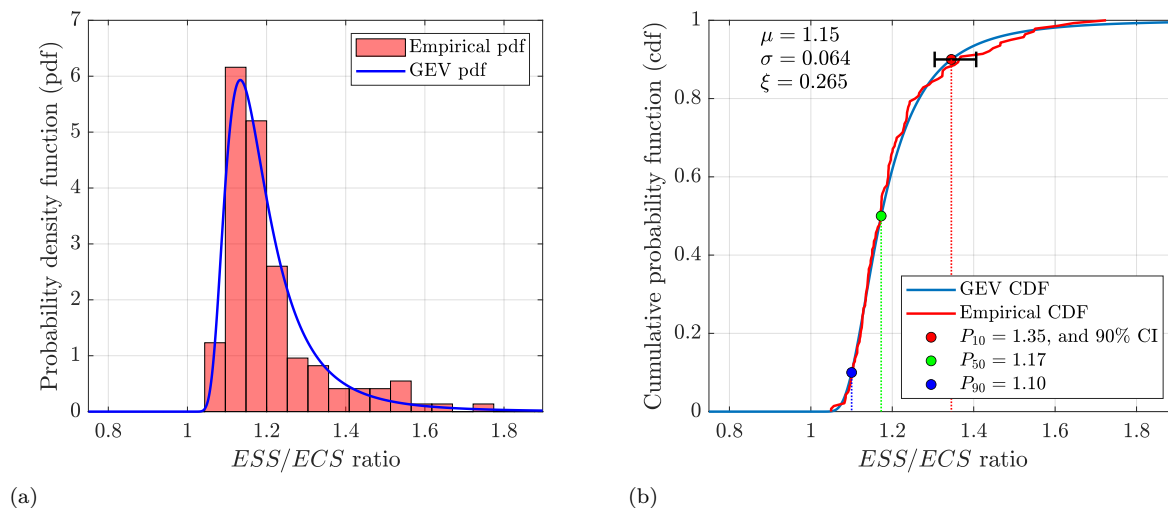 7
6
5
4
3
2
1
0
Probability density function (pdf)
Empirical pdf
GEV pdf
0.8 1 1.2 1.4 1.6 1.8
ESS/ECS ratio
(a)
1
0.8
0.6
0.4
0.2
0
Cumulative probability function (cdf)
μ = 1.15
σ = 0.064
ξ = 0.265
GEV CDF
Empirical CDF
P₁₀ = 1.35, and 90% CI
P₅₀ = 1.17
P₉₀ = 1.10
0.8 1 1.2 1.4 1.6 1.8
ESS/ECS ratio
(b)